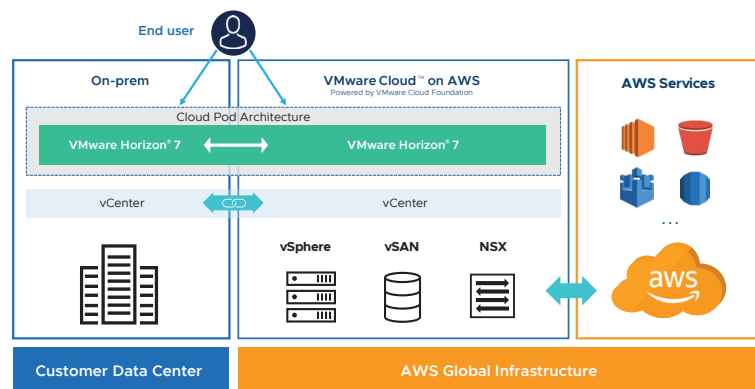 End user
On-prem
VMware Cloud™ on AWS
Powered by VMware Cloud Foundation
AWS Services
Cloud Pod Architecture
VMware Horizon® 7
VMware Horizon® 7
vCenter
vCenter
vSphere
vSAN
NSX
...
aws
Customer Data Center
AWS Global Infrastructure